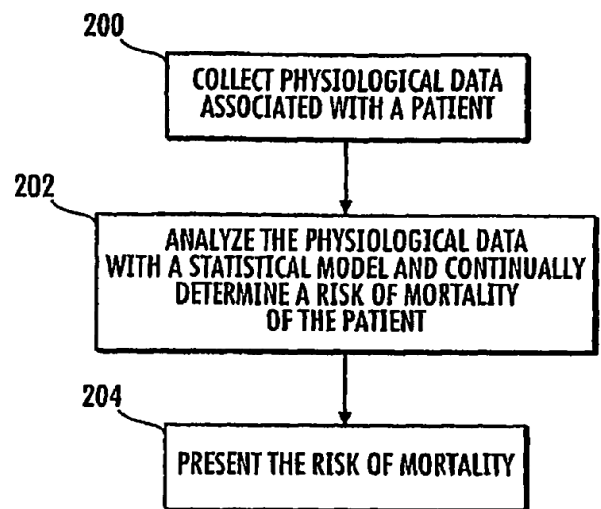 200
COLLECT PHYSIOLOGICAL DATA
ASSOCIATED WITH A PATIENT
202
ANALYZE THE PHYSIOLOGICAL DATA
WITH A STATISTICAL MODEL AND CONTINUALLY
DETERMINE A RISK OF MORTALITY
OF THE PATIENT
204
PRESENT THE RISK OF MORTALITY